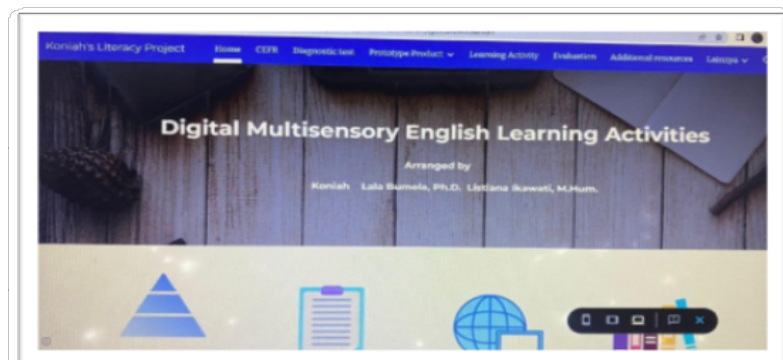 Koniah's Literacy Project Home CEFR Diagnostic test Prototype Product Learning Activity Evaluation Additional resources Lainnya
Digital Multisensory English Learning Activities
Arranged by
Koniah Lala Bumela, Ph.D. Listiana Ikawati, M.Hum.